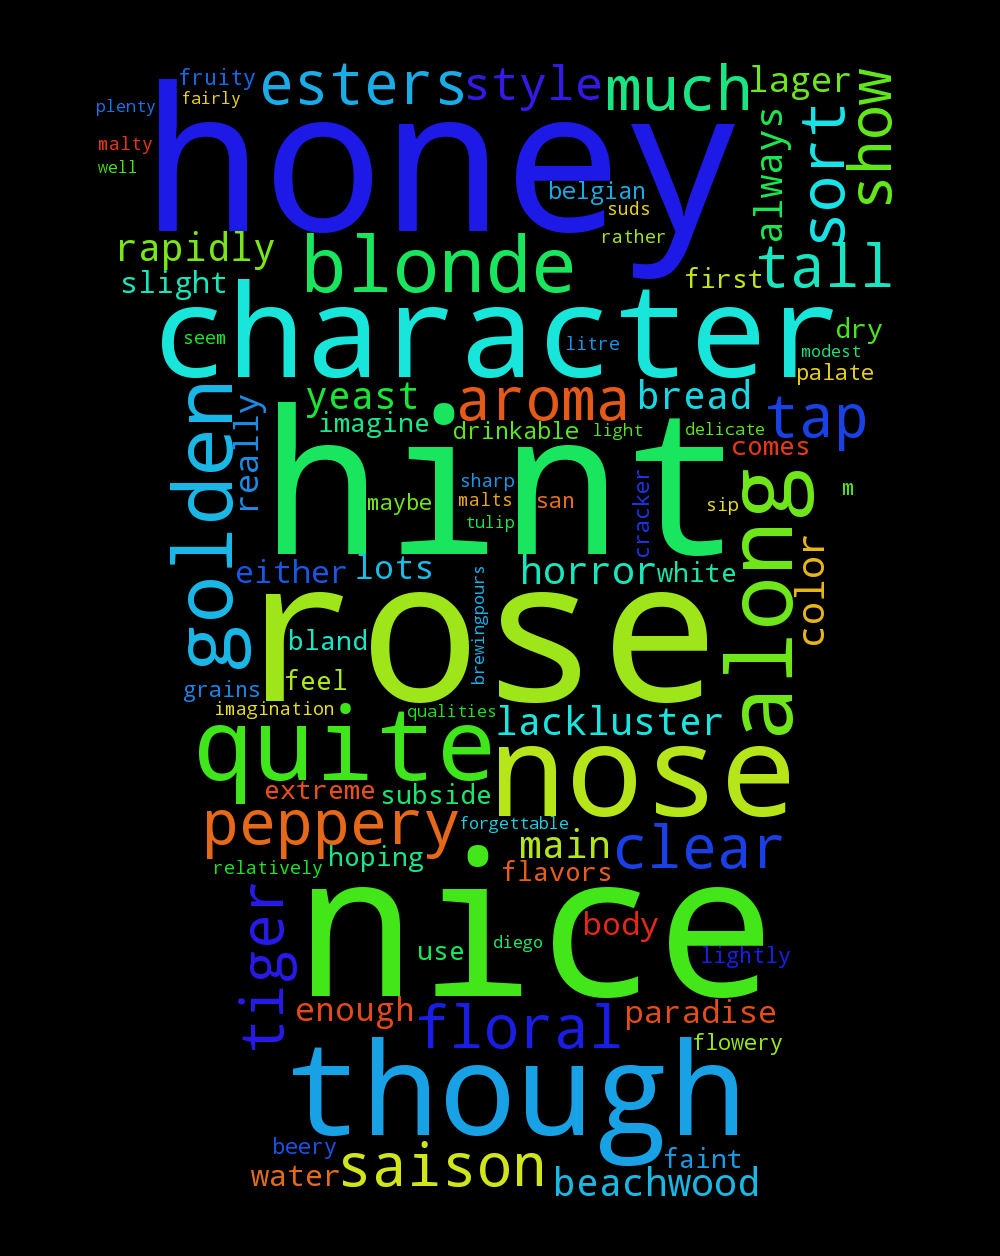 fruity
esters
style
much
lager
show
fairly
plenty
honey
always
sort
malty
well
belgian
suds
rather
rapidly
blonde
tall
slight
first
character
seem
litre
dry
modest
palate
golden
really
yeast
aroma
bread
tap
imagine
drinkable
light
delicate
comes
hint
sharp
malts
san
tulip
maybe
cracker
sip
m
along
color
either
lots
horror
white
rose
brewingpours
bland
grains
feel
imagination
qualities
lackluster
quite
nose
extreme
subside
peppery
forgettable
main
clear
relatively
hoping
flavors
nice
tiger
use
diego
body
lightly
enough
floral
paradise
flowery
though
beery
water
saison
faint
beachwood